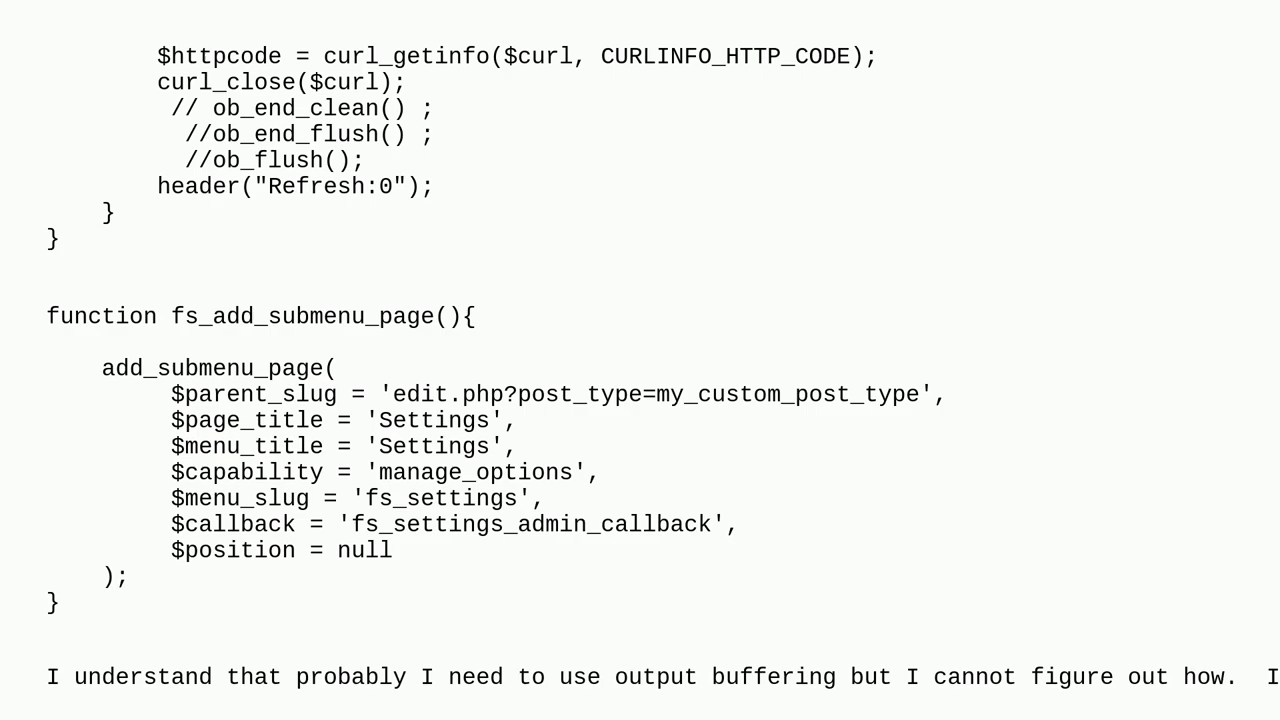 $httpcode = curl_getinfo($curl, CURLINFO_HTTP_CODE);
        curl_close($curl);
         // ob_end_clean() ;
          //ob_end_flush() ;
          //ob_flush();
        header("Refresh:0");
    }
}
function fs_add_submenu_page(){
    add_submenu_page(
         $parent_slug = 'edit.php?post_type=my_custom_post_type',
         $page_title = 'Settings',
         $menu_title = 'Settings',
         $capability = 'manage_options',
         $menu_slug = 'fs_settings',
         $callback = 'fs_settings_admin_callback',
         $position = null
    );
}
I understand that probably I need to use output buffering but I cannot figure out how.  I